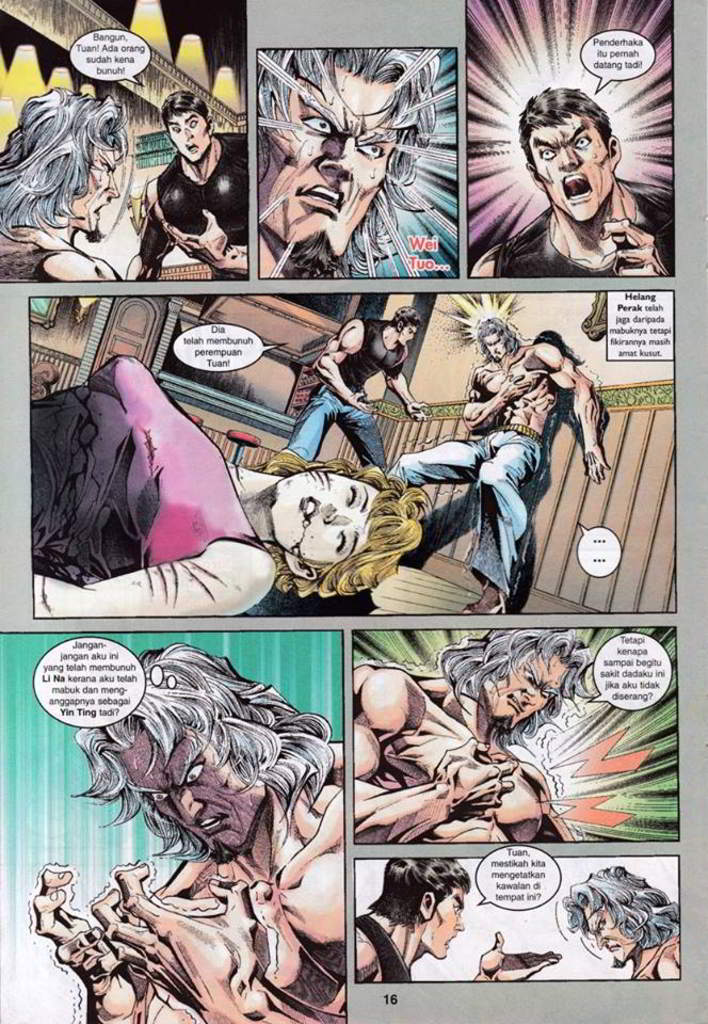 Bangun,
Tuan! Ada orang
sudah kena
bunuh!
Wei
Tuo...
Penderhaka
itu pernah
datang tadi!
Dia
telah membunuh
perempuan
Tuan!
Helang
Perak telah
jaga daripada
mabuknya tetapi
fikirannya masih
amat kusut.
...
...
Jangan-
jangan aku ini
yang telah membunuh
Li Na kerana aku telah
mabuk dan meng-
anggapnya sebagai
Yin Ting tadi?
Tetapi
kenapa
sampai begitu
sakit dadaku ini
jika aku tidak
diserang?
Tuan,
mestikah kita
mengetatkan
kawalan di
tempat ini?
16